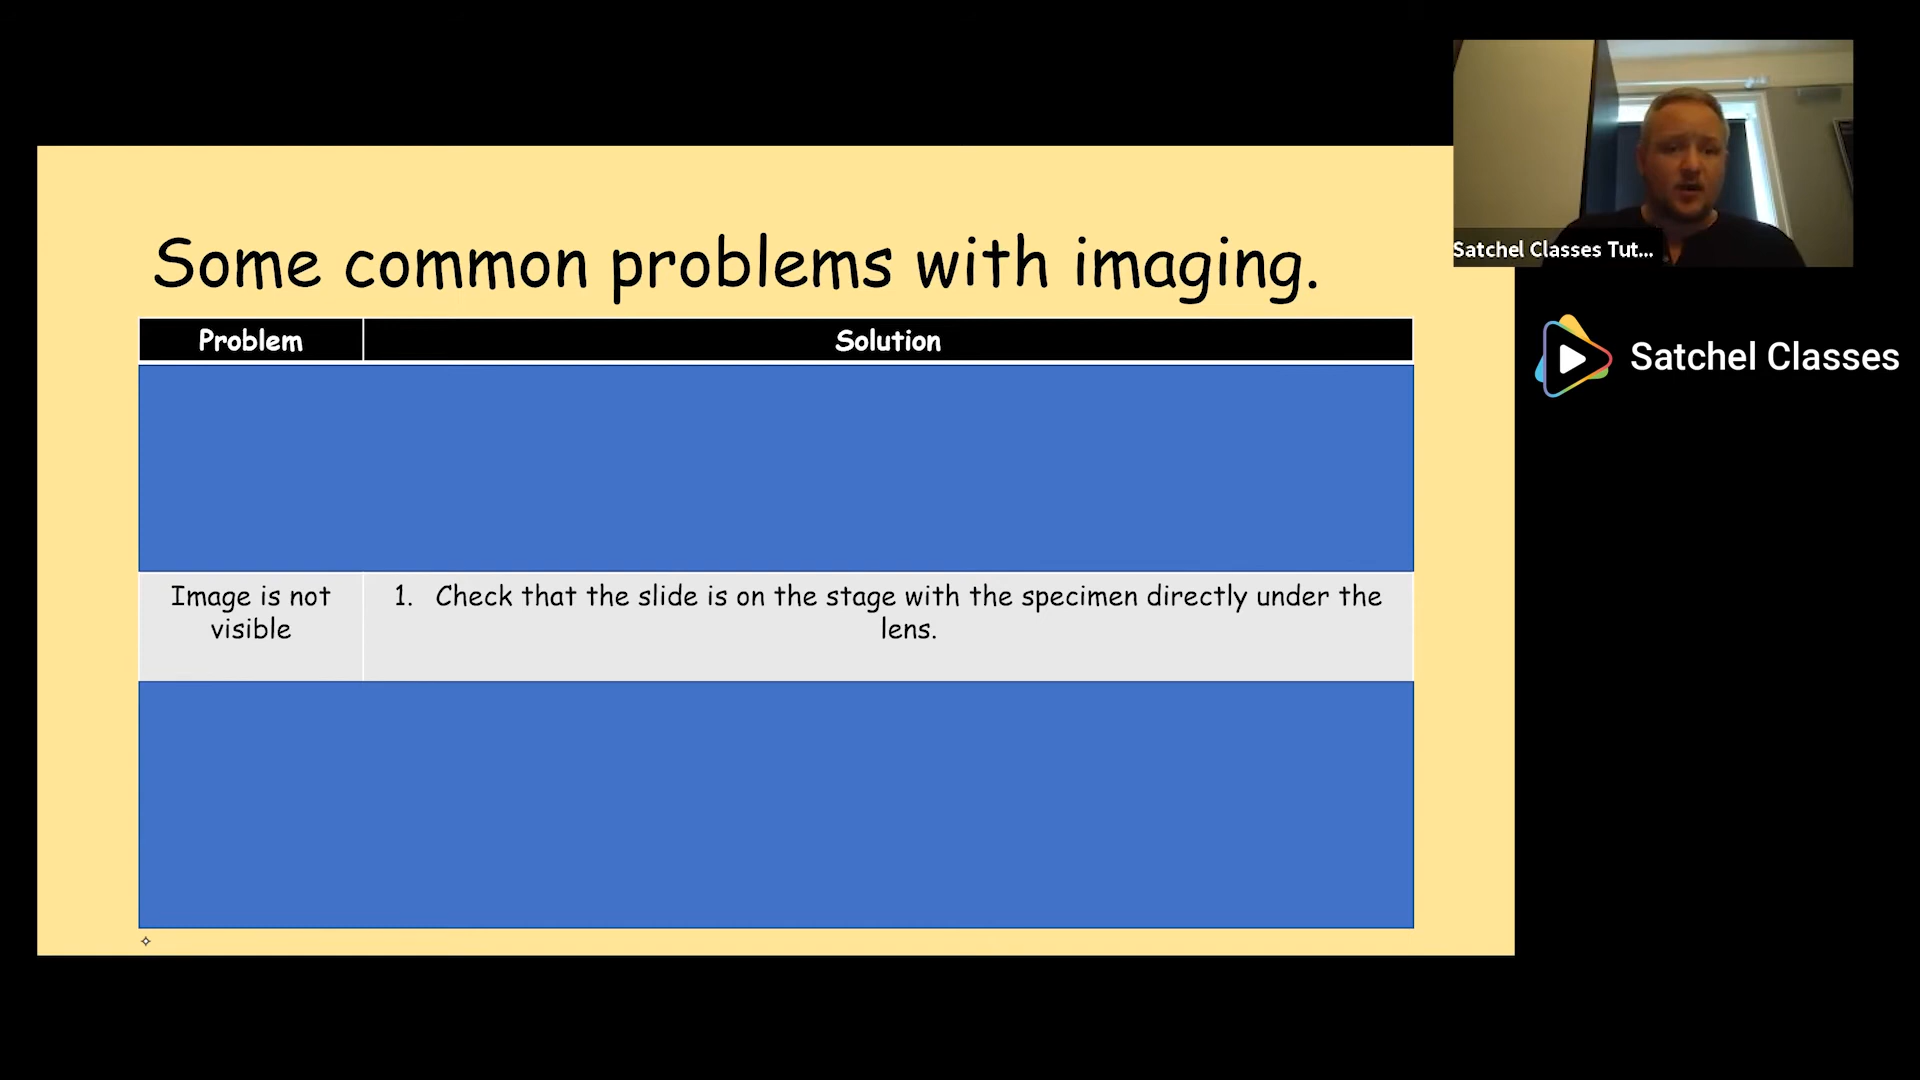 Some common problems with imaging.
Problem
Solution
Image is not
visible
1. Check that the slide is on the stage with the specimen directly under the
lens.
Satchel Classes Tut...
Satchel Classes